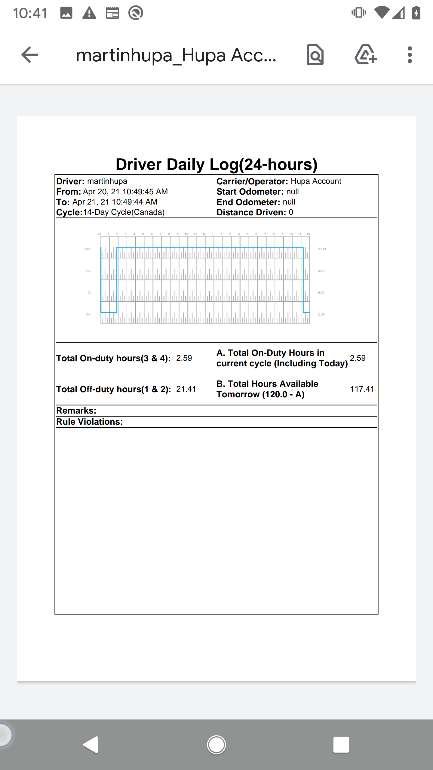 10:41
martinhupa_Hupa Acc...
Driver Daily Log(24-hours)
Driver: martinhupa
Carrier/Operator: Hupa Account
From: Apr 20, 21 10:49:45 AM
Start Odometer: null
To: Apr 21, 21 10:49:44 AM
End Odometer: null
Cycle:14-Day Cycle(Canada)
Distance Driven: 0
Total On-duty hours(3 & 4): 2.59
A. Total On-Duty Hours in
current cycle (Including Today) 2.59
Total Off-duty hours(1 & 2): 21.41
B. Total Hours Available
Tomorrow (120.0 - A) 117.41
Remarks:
Rule Violations: